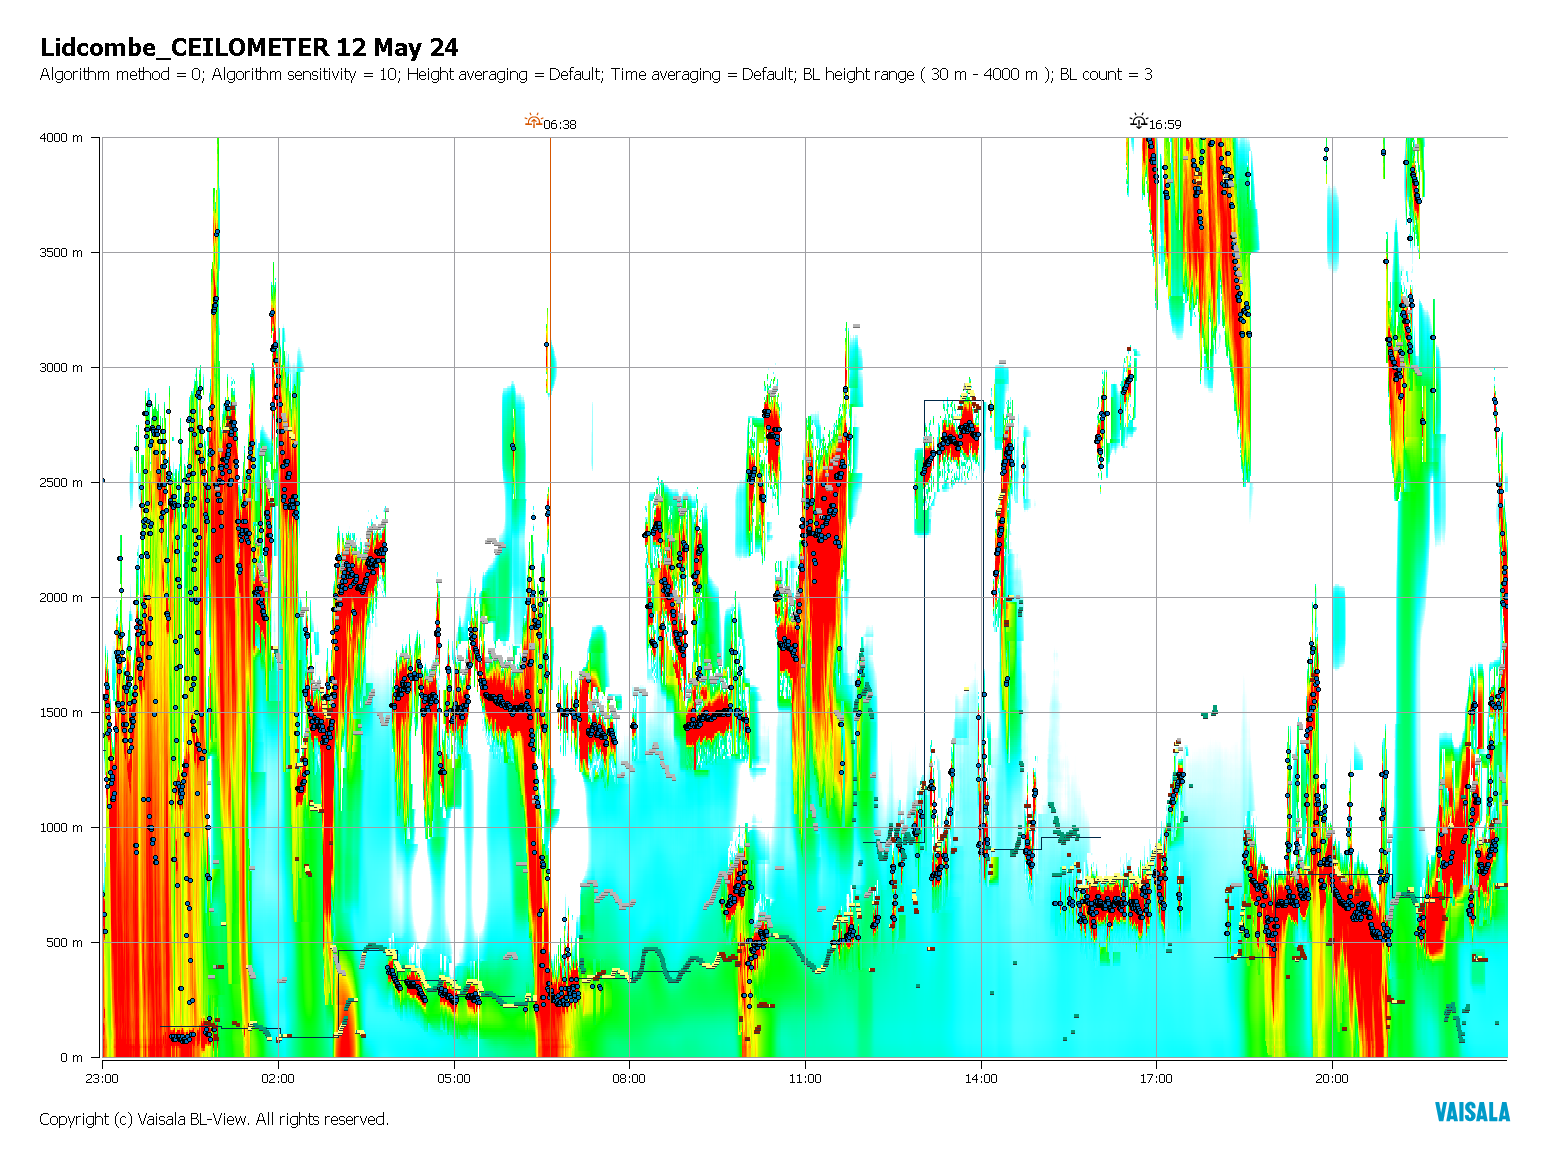 Lidcombe_CEILOMETER 12 May 24
Algorithm method = 0; Algorithm sensitivity = 10; Height averaging = Default; Time averaging = Default; BL height range ( 30 m - 4000 m ); BL count = 3
06:38
16:59
4000 m
3500 m
3000 m
2500 m
2000 m
1500 m
1000 m
500 m
0 m
23:00
02:00
05:00
08:00
11:00
14:00
17:00
20:00
Copyright (c) Vaisala BL-View. All rights reserved.
VAISALA